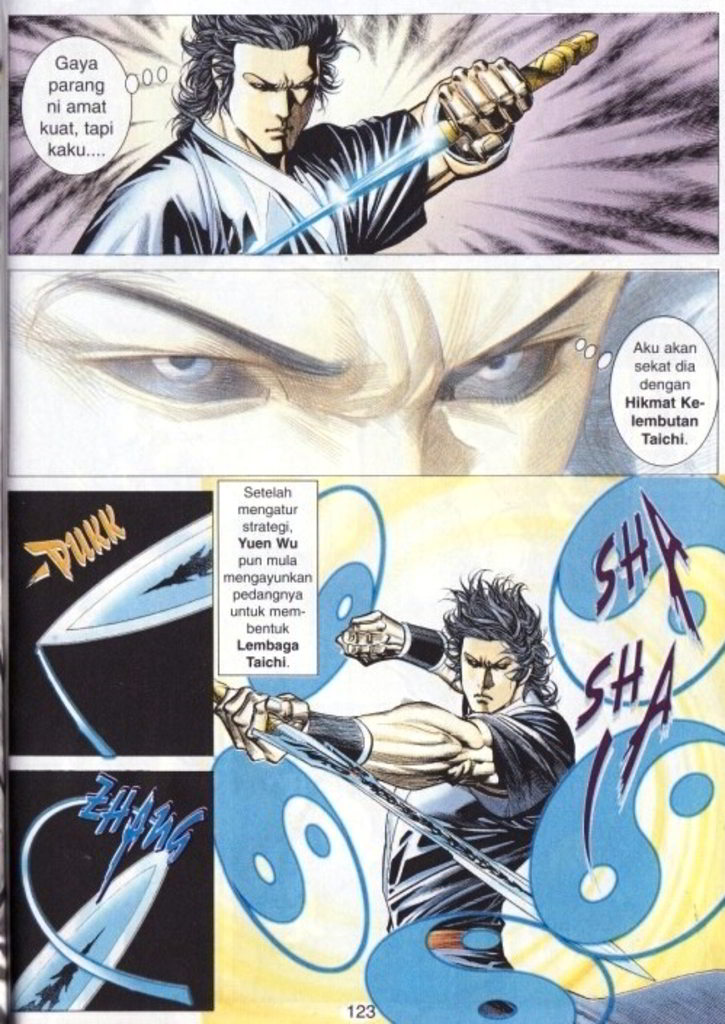 Gaya
parang
ni amat
kuat, tapi
kaku....
Aku akan
sekat dia
dengan
Hikmat Ke-
lembutan
Taichi.
PUKK
Setelah
mengatur
strategi,
Yuen Wu
pun mula
mengayunkan
pedangnya
untuk mem-
bentuk
Lembaga
Taichi.
SHA
SHA
ZHANG
123